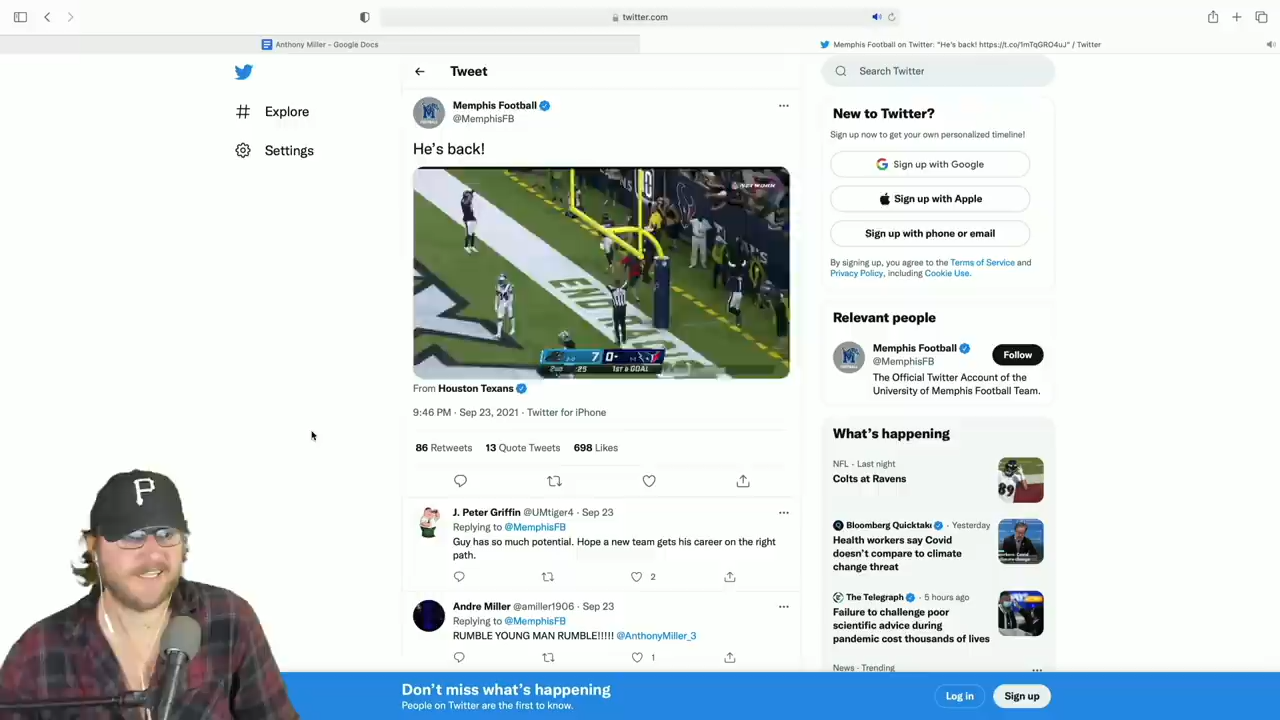 twitter.com
Anthony Miller - Google Docs
Memphis Football on Twitter: "He's back! https://t.co/1mTqGRO4uJ" / Twitter
Tweet
Search Twitter
Explore
Settings
Memphis Football
@MemphisFB
He's back!
END
7 0
2ND :25 1ST & GOAL
From Houston Texans
9:46 PM · Sep 23, 2021 · Twitter for iPhone
86 Retweets 13 Quote Tweets 698 Likes
J. Peter Griffin @UMtiger4 · Sep 23
Replying to @MemphisFB
Guy has so much potential. Hope a new team gets his career on the right
path.
2
Andre Miller @amiller1906 · Sep 23
Replying to @MemphisFB
RUMBLE YOUNG MAN RUMBLE!!!!! @AnthonyMiller_3
1
New to Twitter?
Sign up now to get your own personalized timeline!
Sign up with Google
Sign up with Apple
Sign up with phone or email
By signing up, you agree to the Terms of Service and
Privacy Policy, including Cookie Use.
Relevant people
Memphis Football
@MemphisFB
Follow
The Official Twitter Account of the
University of Memphis Football Team.
What's happening
NFL · Last night
Colts at Ravens
89
Bloomberg Quicktake · Yesterday
Health workers say Covid
doesn't compare to climate
change threat
The Telegraph · 5 hours ago
Failure to challenge poor
scientific advice during
pandemic cost thousands of lives
News · Trending
P
Don't miss what's happening
People on Twitter are the first to know.
Log in
Sign up